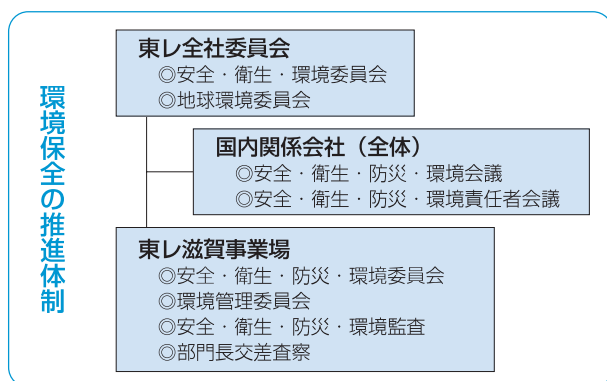 環境保全の推進体制
東レ全社委員会
◎安全・衛生・環境委員会
◎地球環境委員会
国内関係会社（全体）
◎安全・衛生・防災・環境会議
◎安全・衛生・防災・環境責任者会議
東レ滋賀事業場
◎安全・衛生・防災・環境委員会
◎環境管理委員会
◎安全・衛生・防災・環境監査
◎部門長交差査察